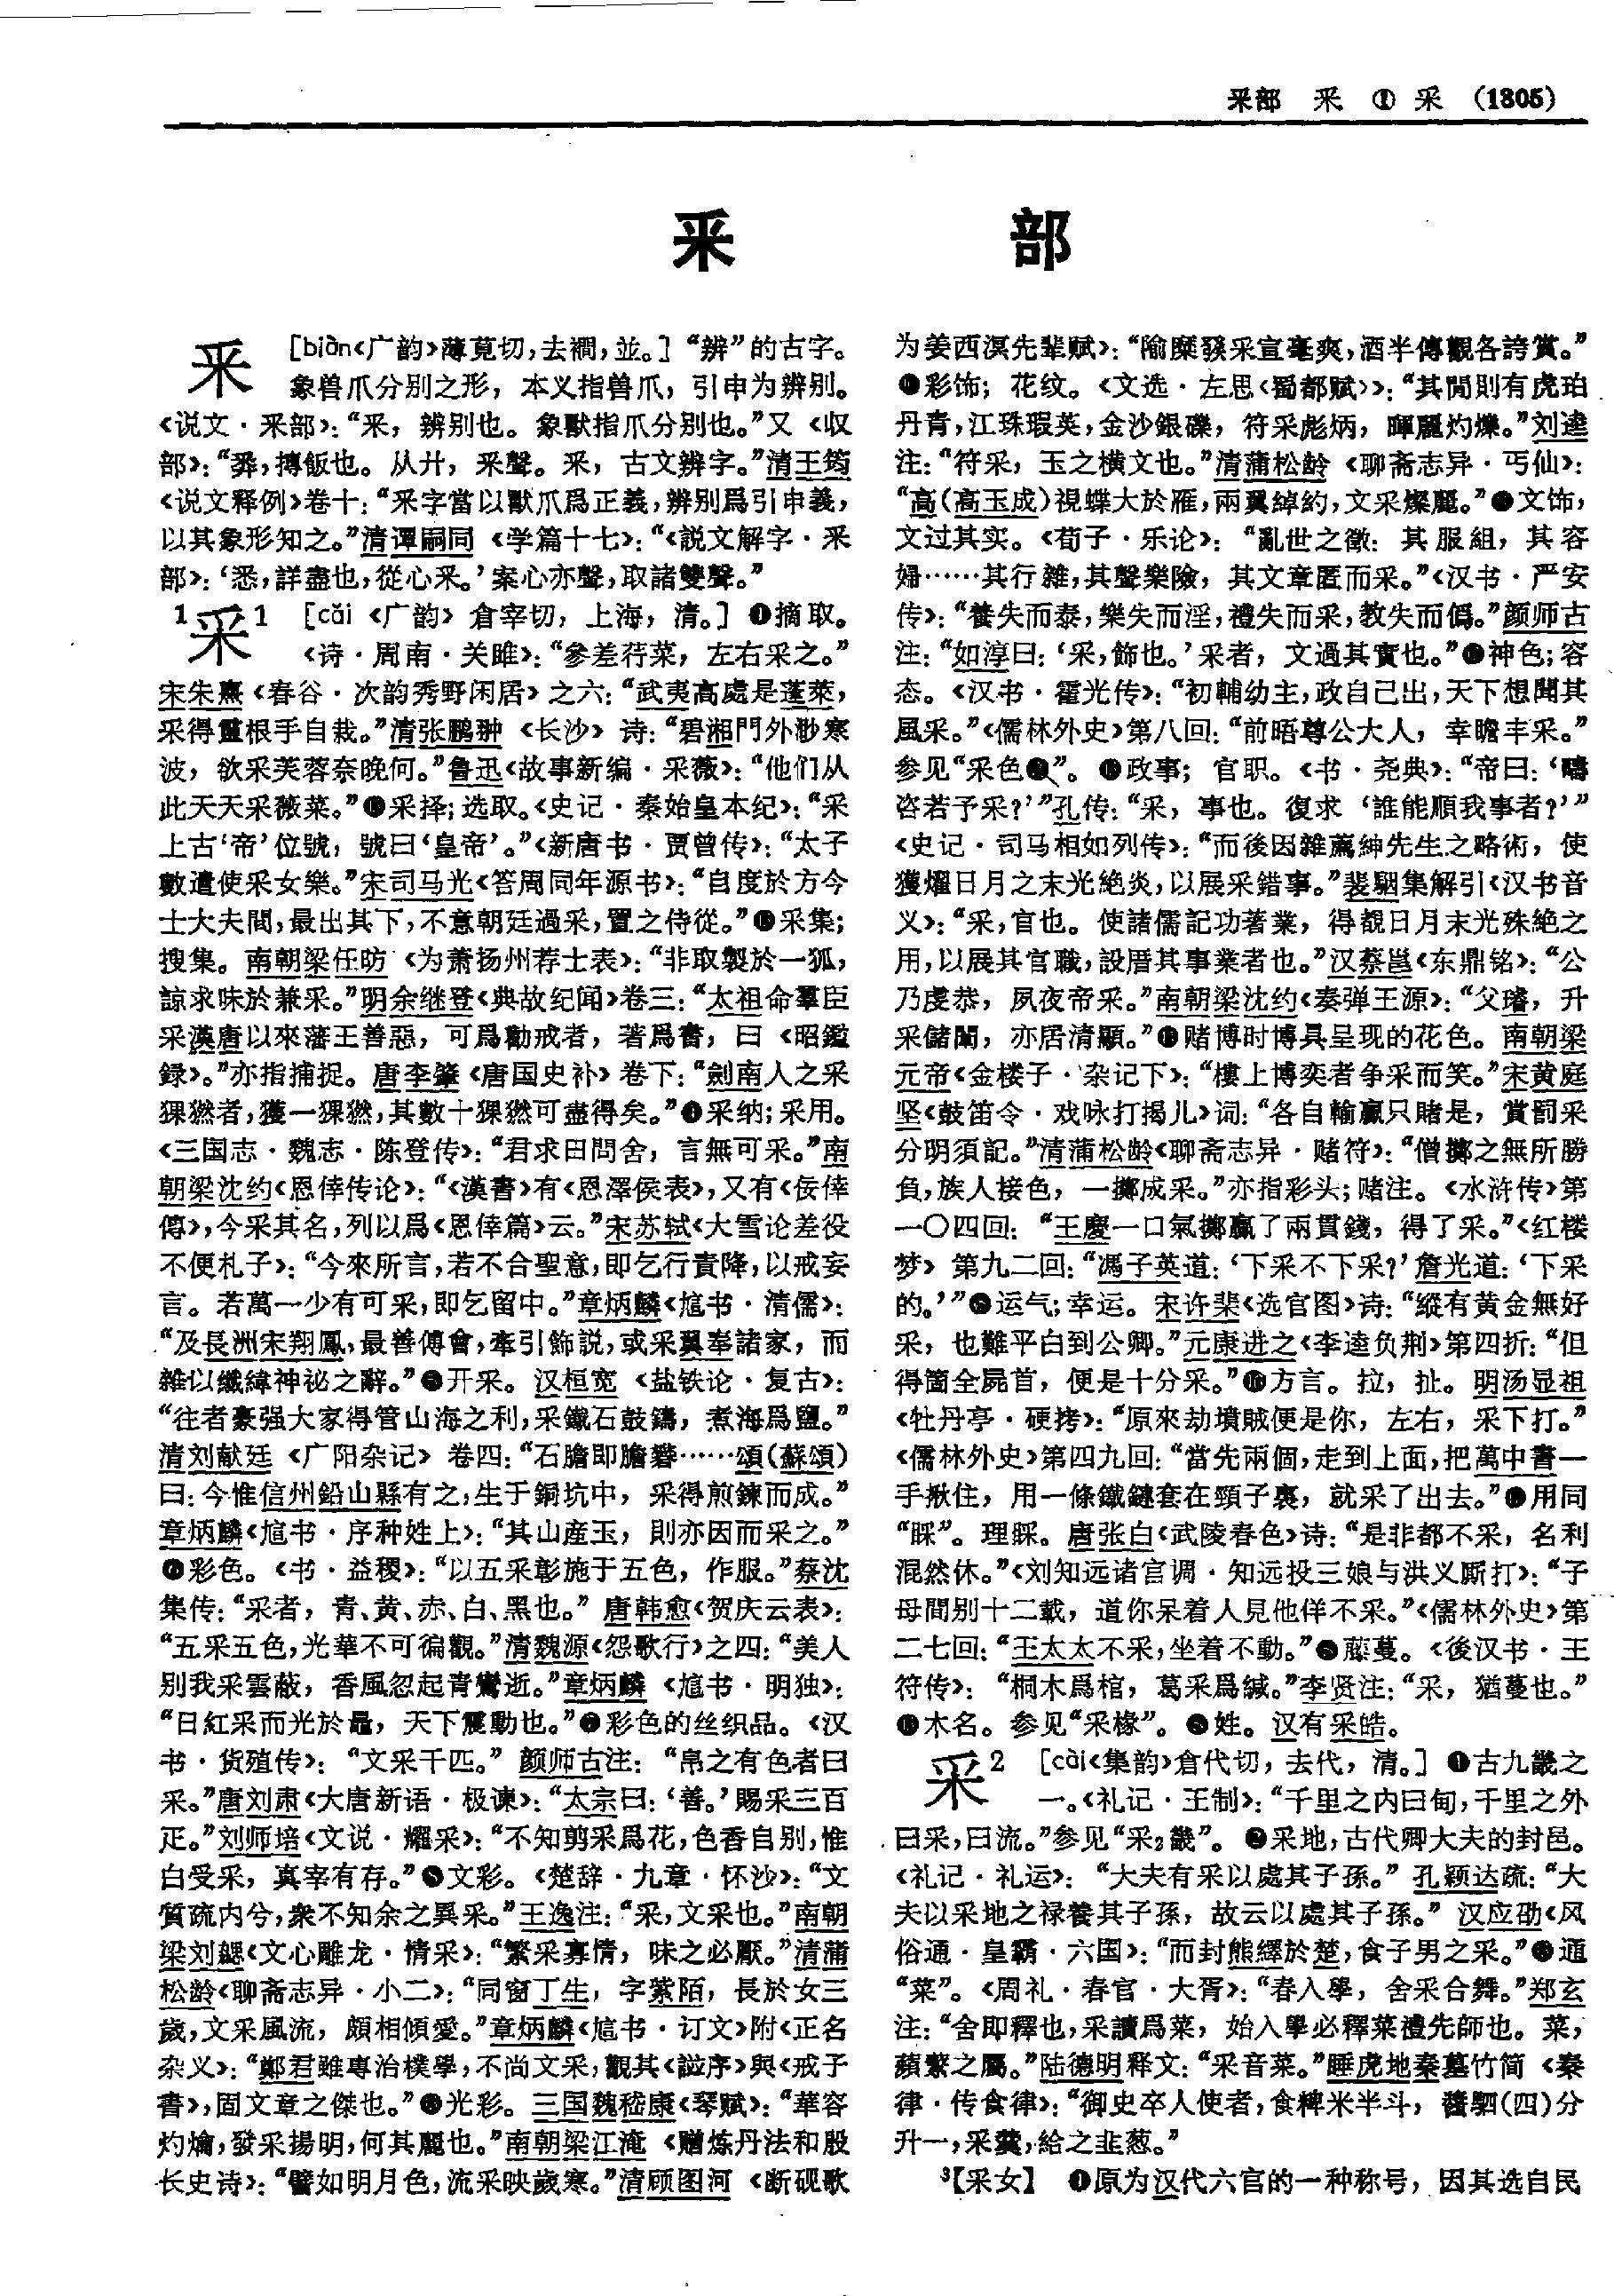 釆部 釆 ① 采 (1305)
釆 部
釆 [biàn《广韵》薄莧切,去襇,並。]“辨”的古字。
象兽爪分别之形，本义指兽爪，引申为辨别。
《说文·釆部》:“釆，辨别也。象獸指爪分别也。”又《収
部》:“𢍏,摶飯也。从廾，釆聲。釆，古文辨字。”清王筠
《说文释例》卷十:“釆字當以獸爪爲正義,辨别爲引申義,
以其象形知之。”清谭嗣同《学篇十七》:“《説文解字·釆
部》:‘悉,詳盡也,從心釆。’案心亦聲,取諸雙聲。”
1采1 [cǎi《广韵》倉宰切，上海，清。]❶摘取。
《诗·周南·关雎》:“參差荇菜，左右采之。”
宋朱熹《春谷·次韵秀野闲居》之六:“武夷高處是蓬萊,
采得靈根手自栽。”清张鹏翀《长沙》诗:“碧湘門外渺寒
波，欲采芙蓉奈晚何。”鲁迅《故事新编·采薇》:“他们从
此天天采薇菜。”采择;选取。《史记·秦始皇本纪》:“采
上古‘帝’位號，號曰‘皇帝’。”《新唐书·贾曾传》:“太子
數遣使采女樂。”宋司马光《答周同年源书》:“自度於方今
士大夫間,最出其下,不意朝廷過采,置之侍從。”采集;
搜集。南朝梁任昉《为萧扬州荐士表》:“非取製於一狐,
諒求味於兼采。”明余继登《典故纪闻》卷三:“太祖命羣臣
采漢唐以來藩王善惡，可爲勸戒者，著爲書，曰《昭鑑
録》。”亦指捕捉。唐李肇《唐国史补》卷下:“劍南人之采
猓㺀者,獲一猓㺀,其數十猓㺀可盡得矣。”采纳;采用。
《三国志·魏志·陈登传》:“君求田問舍，言無可采。”南
朝梁沈约《恩倖传论》:“《漢書》有《恩澤侯表》,又有《佞倖
傳》,今采其名,列以爲《恩倖篇》云。”宋苏轼《大雪论差役
不便札子》:“今來所言,若不合聖意,即乞行責降,以戒妄
言。若萬一少有可采,即乞留中。”章炳麟《訄书·清儒》:
“及長洲宋翔鳳,最善傅會,牽引飾説,或采翼奉諸家，而
雜以讖緯神祕之辭。”开采。汉桓宽《盐铁论·复古》:
“往者豪强大家得管山海之利,采鐵石鼓鑄，煮海爲鹽。”
清刘献廷《广阳杂记》卷四:“石膽即膽礬……頌(蘇頌)
曰:今惟信州鉛山縣有之,生于銅坑中，采得煎鍊而成。”
章炳麟《訄书·序种姓上》:“其山產玉，則亦因而采之。”
彩色。《书·益稷》:“以五采彰施于五色，作服。”蔡沈
集传:“采者，青、黄、赤、白、黑也。”唐韩愈《贺庆云表》:
“五采五色,光華不可徧觀。”清魏源《怨歌行》之四:“美人
别我采雲蔽，香風忽起青鸞逝。”章炳麟《訄书·明独》:
“日紅采而光於鼂，天下震動也。”彩色的丝织品。《汉
书·货殖传》:“文采千匹。”颜师古注:“帛之有色者曰
采。”唐刘肃《大唐新语·极谏》:“太宗曰:‘善。’賜采三百
疋。”刘师培《文说·耀采》:“不知剪采爲花,色香自别,惟
白受采，真宰有存。”文彩。《楚辞·九章·怀沙》:“文
質疏内兮,衆不知余之異采。”王逸注:“采,文采也。”南朝
梁刘勰《文心雕龙·情采》:“繁采寡情，味之必厭。”清蒲
松龄《聊斋志异·小二》:“同窗丁生，字紫陌，長於女三
歲,文采風流，頗相傾愛。”章炳麟《訄书·订文》附《正名
杂义》:“鄭君雖專治樸學,不尚文采,觀其《譜序》與《戒子
書》,固文章之傑也。”光彩。三国魏嵇康《琴赋》:“華容
灼爚,發采揚明,何其麗也。”南朝梁江淹《赠炼丹法和殷
长史诗》:“譬如明月色,流采映歲寒。”清顾图河《断砚歌
为姜西溟先辈赋》:“隃糜發采宣毫爽,酒半傳觀各誇賞。”
彩饰；花纹。《文选·左思〈蜀都赋〉》:“其間則有虎珀
丹青,江珠瑕英,金沙銀礫，符采彪炳，暉麗灼爍。”刘逵
注:“符采，玉之横文也。”清蒲松龄《聊斋志异·丐仙》:
“高(高玉成)視蝶大於雁,兩翼綽約,文采燦麗。”文饰,
文过其实。《荀子·乐论》:“亂世之徵:其服組，其容
婦……其行雜,其聲樂險，其文章匿而采。”《汉书·严安
传》:“養失而泰,樂失而淫,禮失而采,教失而僞。”颜师古
注:“如淳曰:‘采,飾也。’采者，文過其實也。”神色;容
态。《汉书·霍光传》:“初輔幼主,政自己出,天下想聞其
風采。”《儒林外史》第八回:“前晤尊公大人，幸瞻丰采。”
参见“采色”。政事；官职。《书·尧典》:“帝曰:‘疇
咨若予采?’”孔传:“采，事也。復求‘誰能順我事者?’”
《史记·司马相如列传》:“而後因雜薦紳先生之略術，使
獲燿日月之末光絶炎,以展采錯事。”裴駰集解引《汉书音
义》:“采,官也。使諸儒記功著業，得覩日月末光殊絶之
用,以展其官職,設厝其事業者也。”汉蔡邕《东鼎铭》:“公
乃虔恭，夙夜帝采。”南朝梁沈约《奏弹王源》:“父璿，升
采儲闈，亦居清顯。”赌博时博具呈现的花色。南朝梁
元帝《金楼子·杂记下》:“樓上博奕者争采而笑。”宋黄庭
坚《鼓笛令·戏咏打揭儿》词:“各自輸贏只賭是，賞罰采
分明須記。”清蒲松龄《聊斋志异·赌符》:“僧擲之無所勝
負,族人接色，一擲成采。”亦指彩头;赌注。《水浒传》第
一〇四回:“王慶一口氣擲贏了兩貫錢，得了采。”《红楼
梦》第九二回:“馮子英道:‘下采不下采?’詹光道:‘下采
的。’”运气;幸运。宋许棐《选官图》诗:“縱有黄金無好
采，也難平白到公卿。”元康进之《李逵负荆》第四折:“但
得箇全屍首，便是十分采。”方言。拉，扯。明汤显祖
《牡丹亭·硬拷》:“原來劫墳賊便是你，左右，采下打。”
《儒林外史》第四九回:“當先兩個,走到上面,把萬中書一
手揪住，用一條鐵鏈套在頸子裏，就采了出去。”用同
“睬”。理睬。唐张白《武陵春色》诗:“是非都不采，名利
混然休。”《刘知远诸宫调·知远投三娘与洪义厮打》:“子
母間别十二載，道你呆着人見他佯不采。”《儒林外史》第
二七回:“王太太不采,坐着不動。”藤蔓。《後汉书·王
符传》:“桐木爲棺，葛采爲緘。”李贤注:“采，猶蔓也。”
木名。参见“采椽”。姓。汉有采皓。
采2 [cài《集韵》倉代切，去代，清。]❶古九畿之
一。《礼记·王制》:“千里之内曰甸,千里之外
曰采,曰流。”参见“采2畿”。❷采地,古代卿大夫的封邑。
《礼记·礼运》:“大夫有采以處其子孫。”孔颖达疏:“大
夫以采地之禄養其子孫，故云以處其子孫。”汉应劭《风
俗通·皇霸·六国》:“而封熊繹於楚,食子男之采。”❸通
“菜”。《周礼·春官·大胥》:“春入學，舍采合舞。”郑玄
注:“舍即釋也,采讀爲菜，始入學必釋菜禮先師也。菜,
蘋蘩之屬。”陆德明释文:“采音菜。”睡虎地秦墓竹简《秦
律·传食律》:“御史卒人使者,食粺米半斗，醬駟(四)分
升一,采羹,給之韭葱。”
3【采女】 ❶原为汉代六宫的一种称号，因其选自民